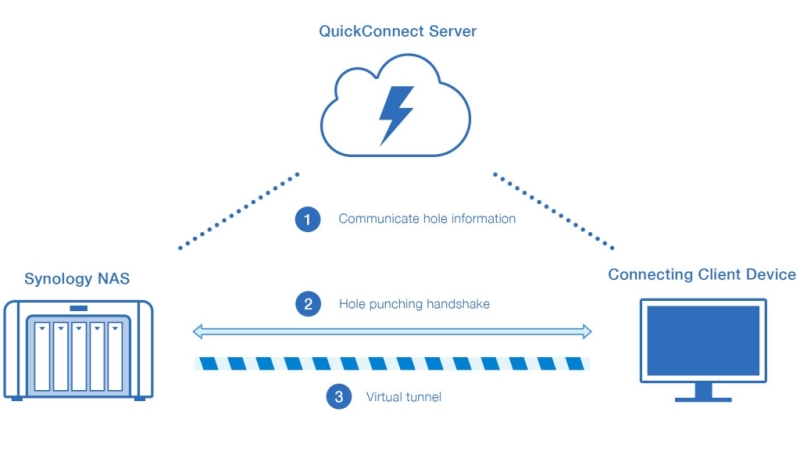 QuickConnect Server
1 Communicate hole information
Synology NAS
Connecting Client Device
2 Hole punching handshake
3 Virtual tunnel